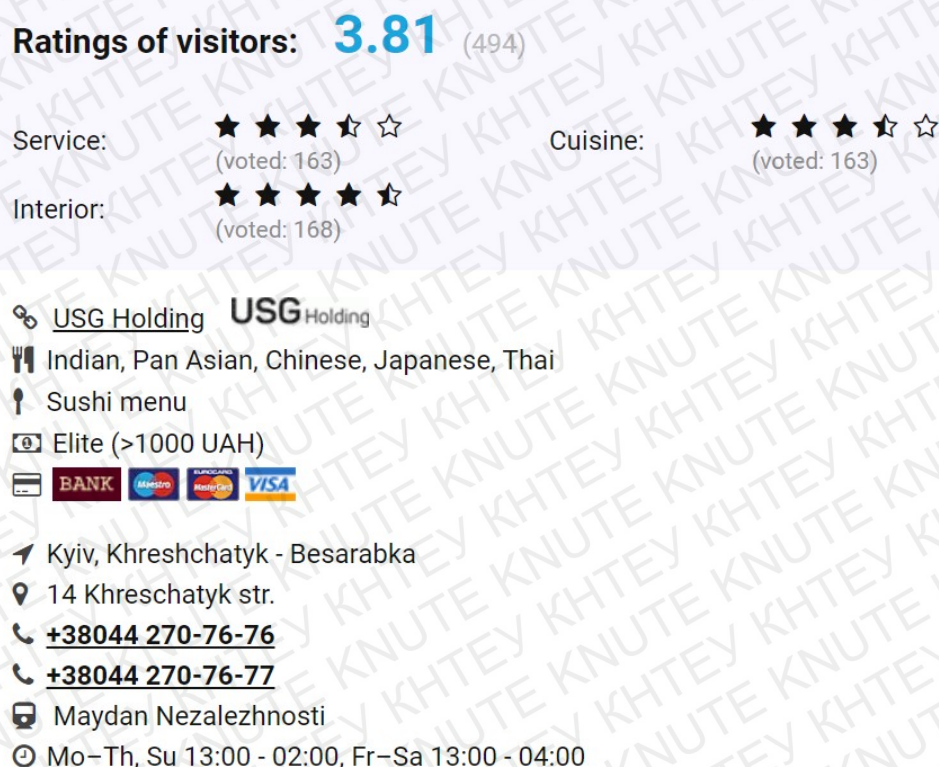 Ratings of visitors: 3.81 (494)
Service: Cuisine:
(voted: 163) (voted: 163)
Interior:
(voted: 168)
USG Holding USG Holding
Indian, Pan Asian, Chinese, Japanese, Thai
Sushi menu
Elite (>1000 UAH)
BANK Maestro EUROCARD MasterCard VISA
Kyiv, Khreshchatyk - Besarabka
14 Khreschatyk str.
+38044 270-76-76
+38044 270-76-77
Maydan Nezalezhnosti
Mo–Th, Su 13:00 - 02:00, Fr–Sa 13:00 - 04:00
KNUTE КНТЕУ